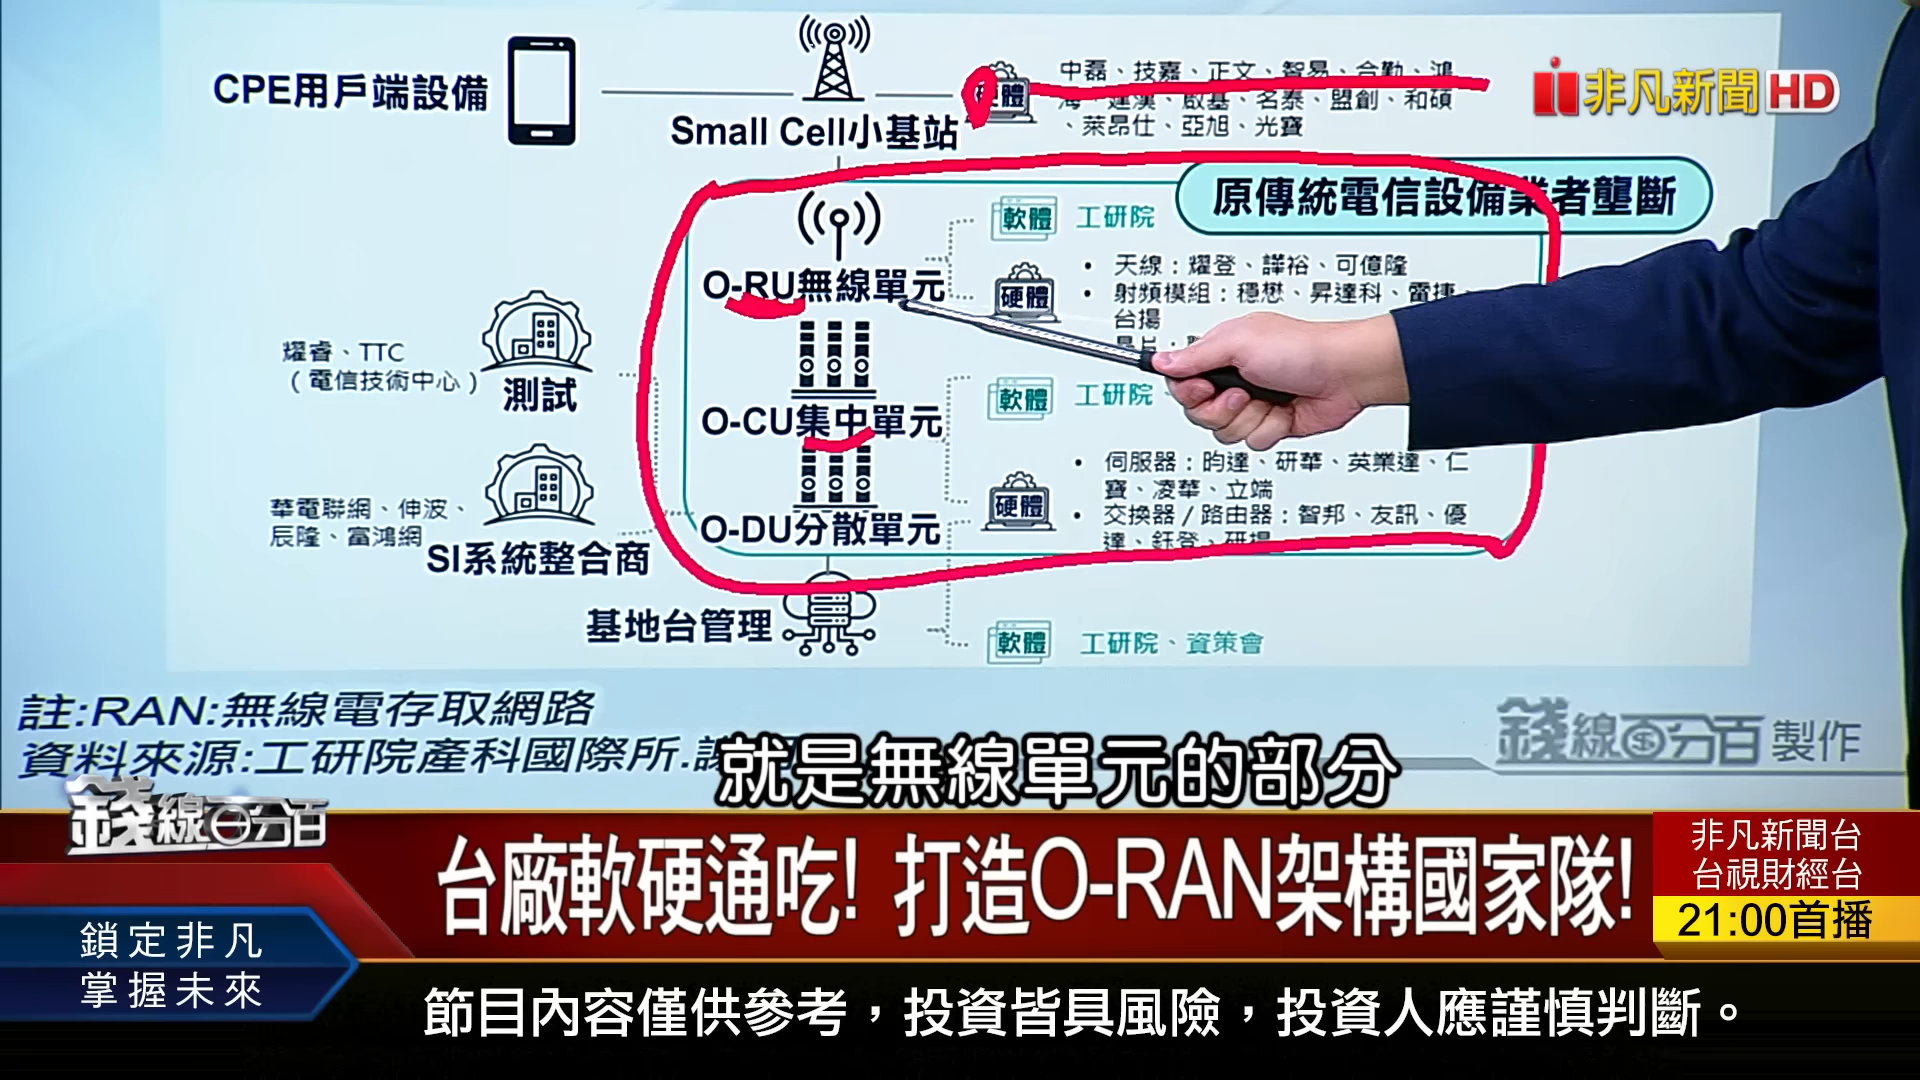 CPE用戶端設備
Small Cell小基站
硬體
中磊、技嘉、正文、智易、合勤、鴻
海、建漢、啟基、名泰、盟創、和碩
、萊昂仕、亞旭、光寶
非凡新聞HD
原傳統電信設備業者壟斷
軟體 工研院
O-RU無線單元
硬體
• 天線:耀登、譁裕、可億隆
• 射頻模組:穩懋、昇達科、雷捷、
台揚
耀睿、TTC
(電信技術中心)
測試
軟體 工研院、
O-CU集中單元
硬體
• 伺服器:昀達、研華、英業達、仁
寶、凌華、立端
• 交換器/路由器:智邦、友訊、優
達、鈺登、研揚
華電聯網、伸波、
辰隆、富鴻網
SI系統整合商
O-DU分散單元
基地台管理
軟體 工研院、資策會
註:RAN:無線電存取網路
資料來源:工研院產科國際所.
錢線百分百 製作
就是無線單元的部分
錢線百分百
台廠軟硬通吃! 打造O-RAN架構國家隊!
非凡新聞台
台視財經台
21:00首播
鎖定非凡
掌握未來
節目內容僅供參考，投資皆具風險，投資人應謹慎判斷。